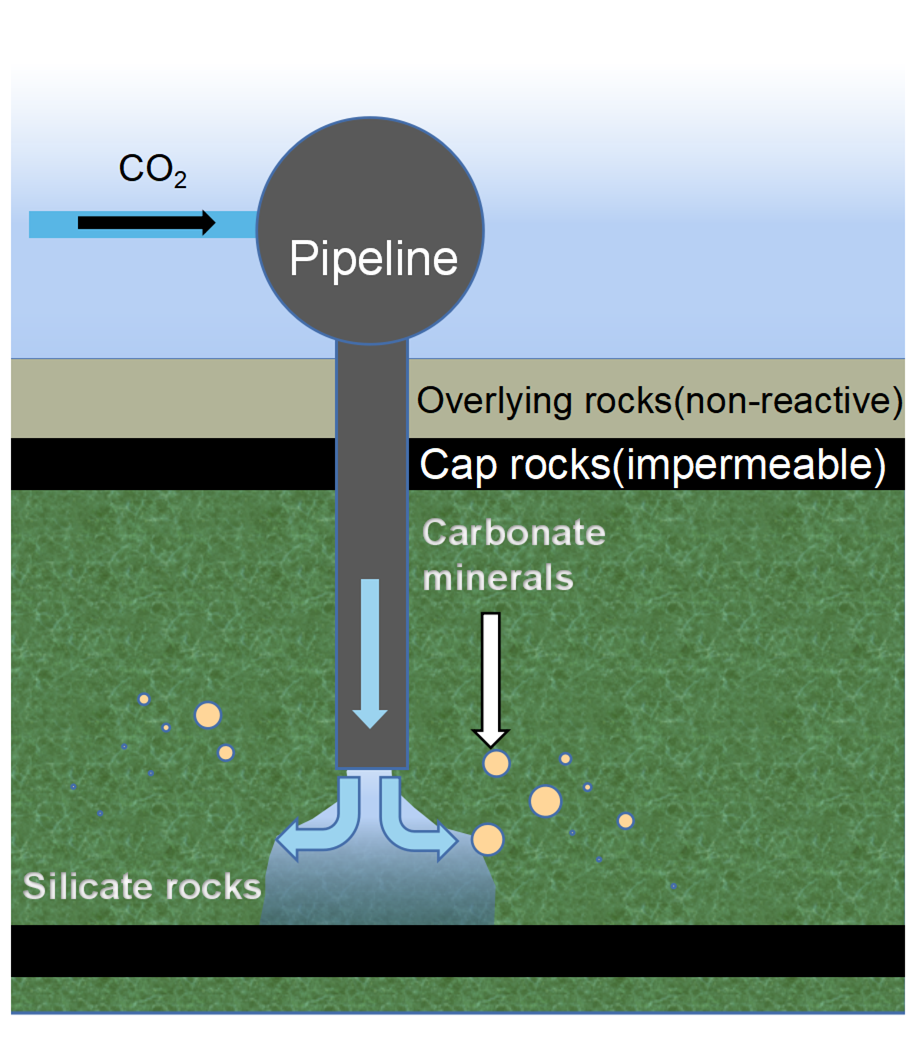 CO₂
Pipeline
Overlying rocks(non-reactive)
Cap rocks(impermeable)
Carbonate
minerals
Silicate rocks